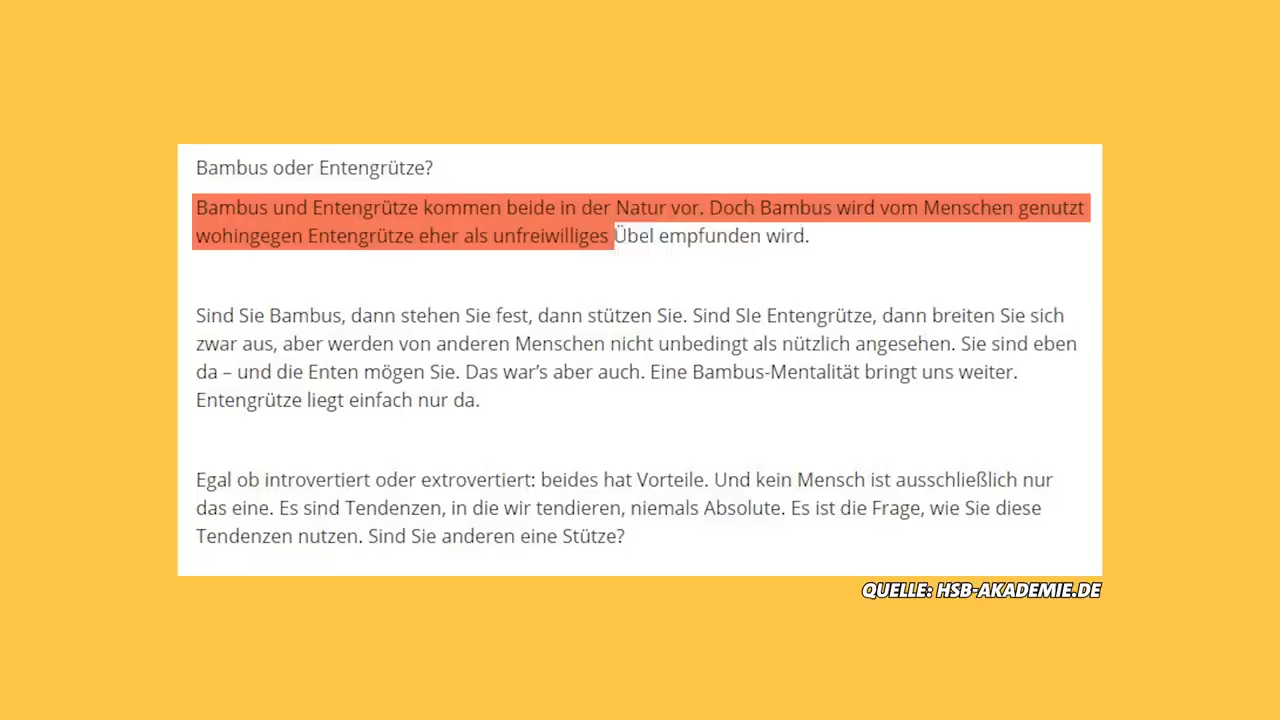 Bambus oder Entengrütze?
Bambus und Entengrütze kommen beide in der Natur vor. Doch Bambus wird vom Menschen genutzt
wohingegen Entengrütze eher als unfreiwilliges Übel empfunden wird.
Sind Sie Bambus, dann stehen Sie fest, dann stützen Sie. Sind SIe Entengrütze, dann breiten Sie sich
zwar aus, aber werden von anderen Menschen nicht unbedingt als nützlich angesehen. Sie sind eben
da – und die Enten mögen Sie. Das war’s aber auch. Eine Bambus-Mentalität bringt uns weiter.
Entengrütze liegt einfach nur da.
Egal ob introvertiert oder extrovertiert: beides hat Vorteile. Und kein Mensch ist ausschließlich nur
das eine. Es sind Tendenzen, in die wir tendieren, niemals Absolute. Es ist die Frage, wie Sie diese
Tendenzen nutzen. Sind Sie anderen eine Stütze?
QUELLE: HSB-AKADEMIE.DE